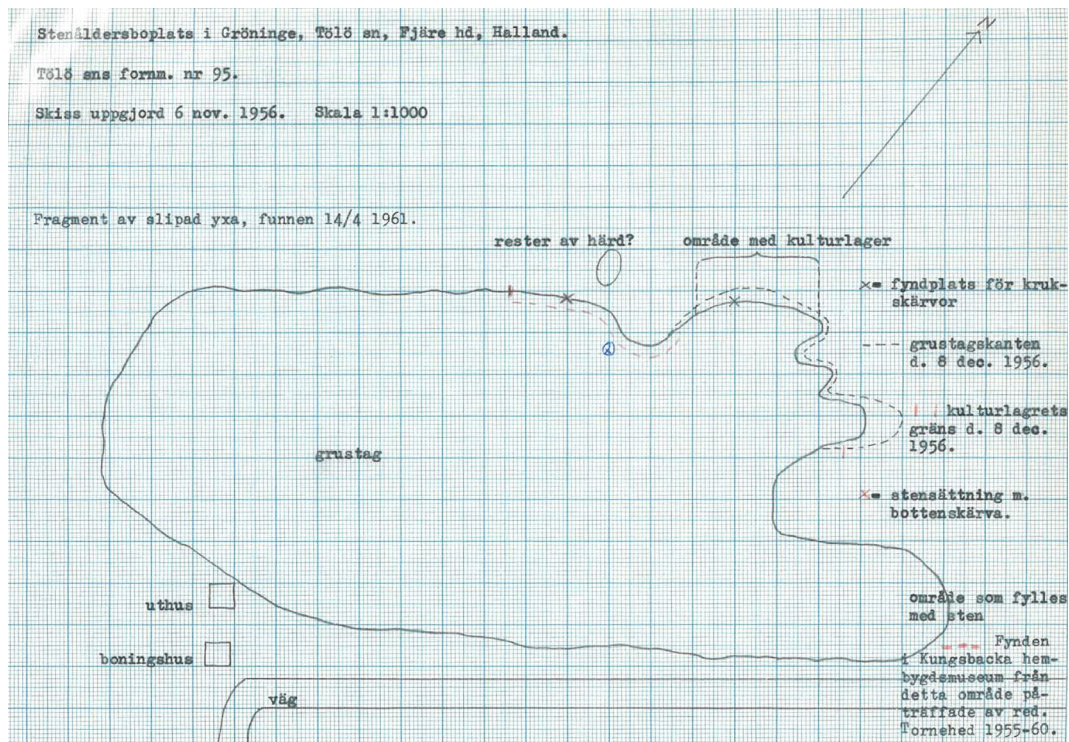 Stenåldersboplats i Gröninge, Tölö sn, Fjäre hd, Halland.
Tölö sns fornm. nr 95.
Skiss uppgjord 6 nov. 1956. Skala 1:1000
N
Fragment av slipad yxa, funnen 14/4 1961.
rester av härd?
område med kulturlager
×= fyndplats för kruk-
skärvor
--- grustagskanten
d. 8 dec. 1956.
kulturlagrets
gräns d. 8 dec.
1956.
grustag
×= stensättning m.
bottenskärva.
område som fylles
med sten
uthus
boningshus
väg
--- Fynden
i Kungsbacka hem-
bygdsmuseum från
detta område på-
träffade av red.
Tornehed 1955-60.